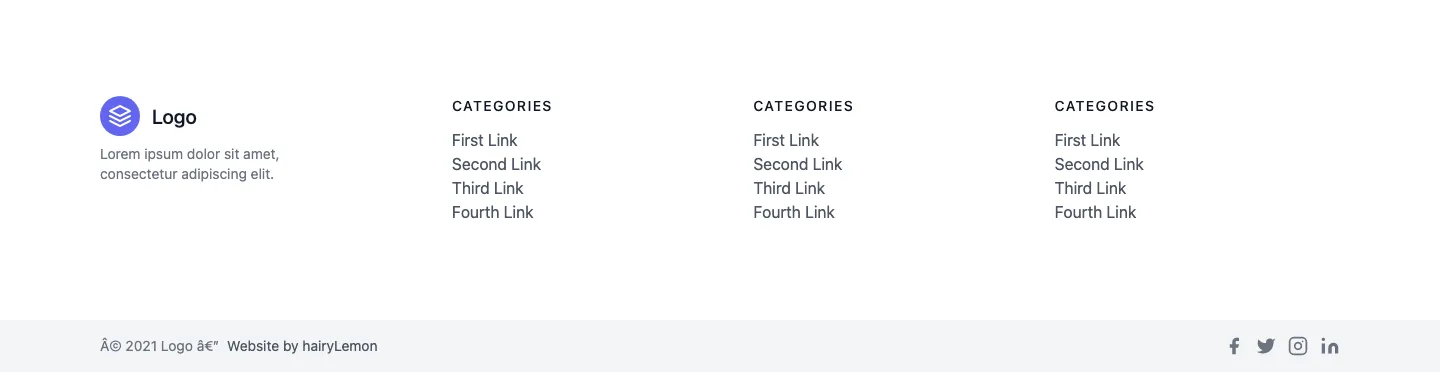 Logo
Lorem ipsum dolor sit amet,
consectetur adipiscing elit.
CATEGORIES
First Link
Second Link
Third Link
Fourth Link
CATEGORIES
First Link
Second Link
Third Link
Fourth Link
CATEGORIES
First Link
Second Link
Third Link
Fourth Link
Â© 2021 Logo â€” Website by hairyLemon